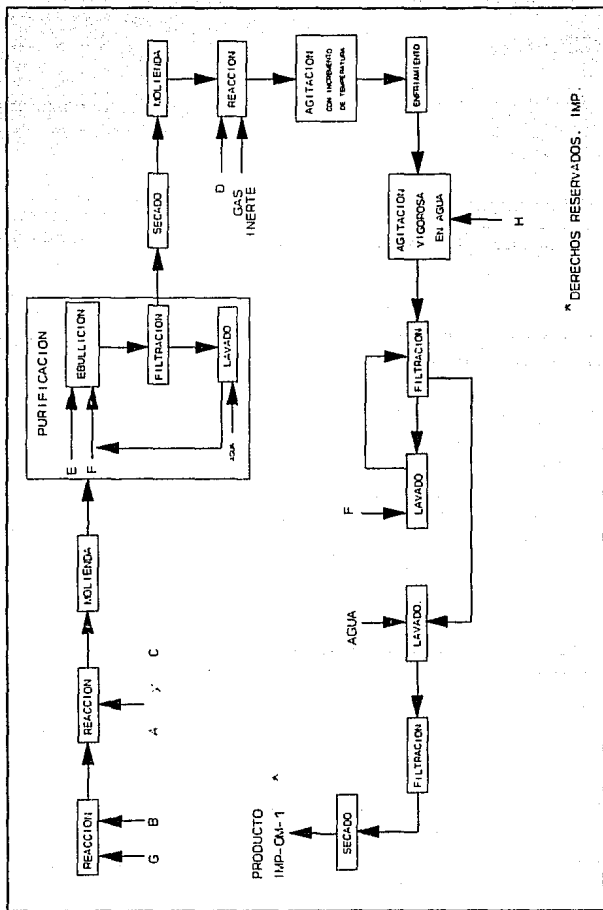 REACCION
G
B
REACCION
A
Y
C
MOLIENDA
PURIFICACION
E
F
EBULLICION
FILTRACION
LAVADO
AGUA
SECADO
MOLIENDA
REACCION
D
GAS
INERTE
AGITACION
CON INCREMENTO
DE TEMPERATURA
ENFRIAMIENTO
AGITACION
VIGOROSA
EN AGUA
H
FILTRACION
LAVADO
F
AGUA
LAVADO.
FILTRACION
SECADO
PRODUCTO
IMP-OM-1 *
* DERECHOS RESERVADOS. IMP